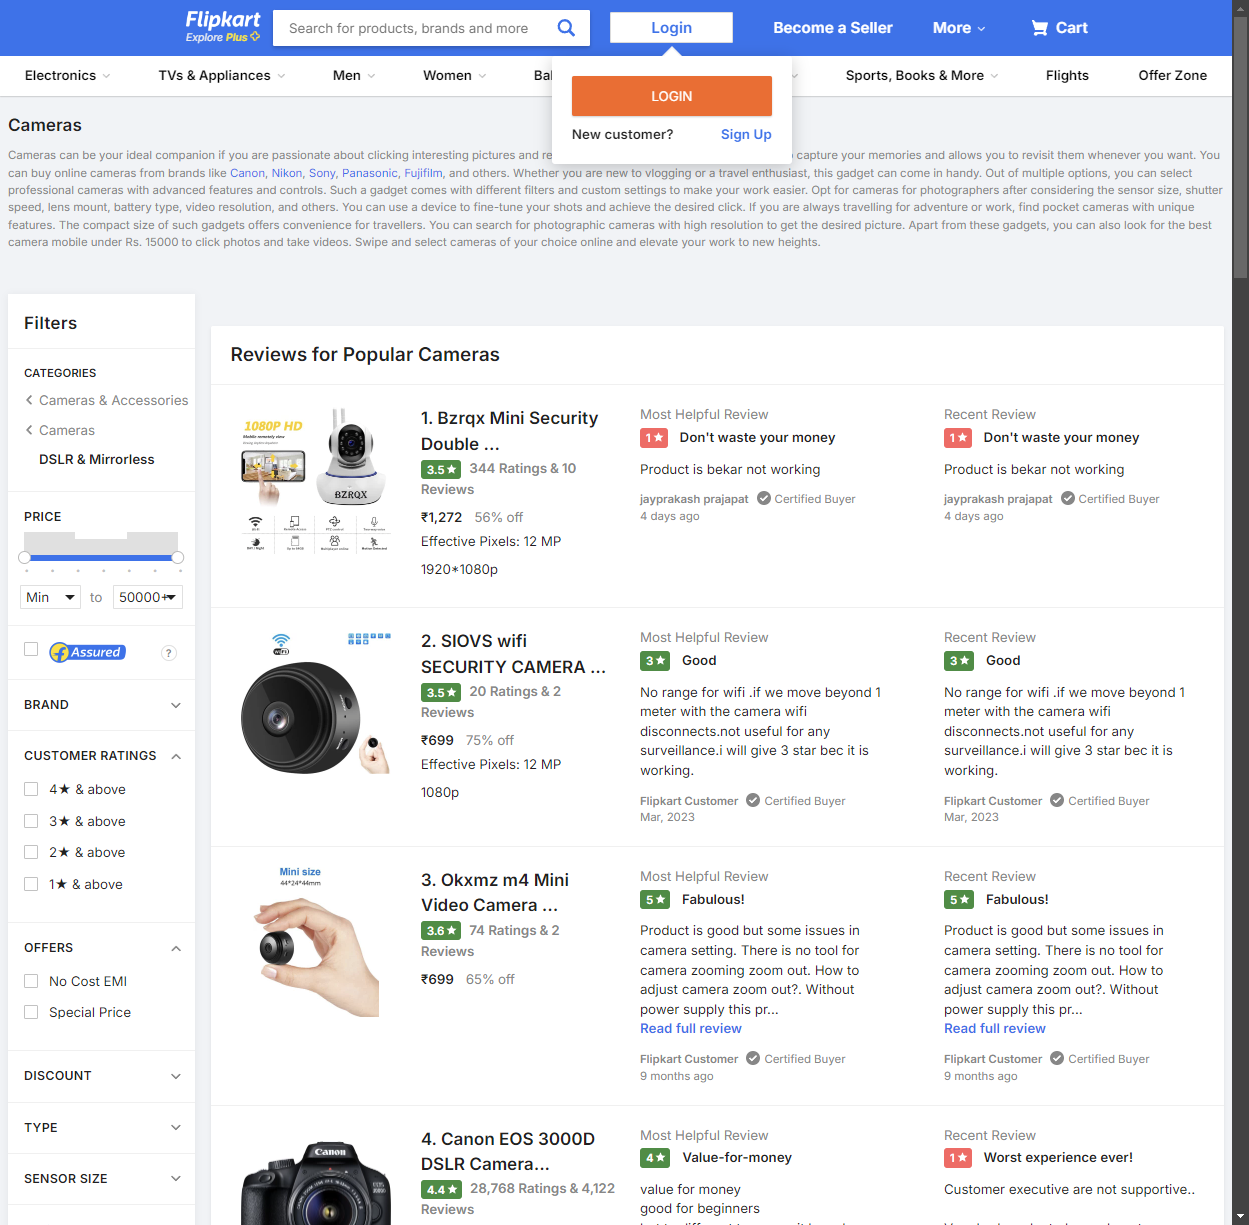 Flipkart
Explore Plus
Search for products, brands and more
Login
Become a Seller
More
Cart
Electronics
TVs & Appliances
Men
Women
Ba
Sports, Books & More
Flights
Offer Zone
LOGIN
New customer? Sign Up
Cameras
Cameras can be your ideal companion if you are passionate about clicking interesting pictures and re capture your memories and allows you to revisit them whenever you want. You
can buy online cameras from brands like Canon, Nikon, Sony, Panasonic, Fujifilm, and others. Whether you are new to vlogging or a travel enthusiast, this gadget can come in handy. Out of multiple options, you can select
professional cameras with advanced features and controls. Such a gadget comes with different filters and custom settings to make your work easier. Opt for cameras for photographers after considering the sensor size, shutter
speed, lens mount, battery type, video resolution, and others. You can use a device to fine-tune your shots and achieve the desired click. If you are always travelling for adventure or work, find pocket cameras with unique
features. The compact size of such gadgets offers convenience for travellers. You can search for photographic cameras with high resolution to get the desired picture. Apart from these gadgets, you can also look for the best
camera mobile under Rs. 15000 to click photos and take videos. Swipe and select cameras of your choice online and elevate your work to new heights.
Filters
CATEGORIES
Cameras & Accessories
Cameras
DSLR & Mirrorless
PRICE
Min to 50000+
Assured ?
BRAND
CUSTOMER RATINGS
4★ & above
3★ & above
2★ & above
1★ & above
OFFERS
No Cost EMI
Special Price
DISCOUNT
TYPE
SENSOR SIZE
Reviews for Popular Cameras
1080P HD
Mobile remotely view
BZRQX
1. Bzrqx Mini Security
Double ...
3.5★ 344 Ratings & 10
Reviews
₹1,272 56% off
Effective Pixels: 12 MP
1920*1080p
Most Helpful Review
1★ Don't waste your money
Product is bekar not working
jayprakash prajapat Certified Buyer
4 days ago
Recent Review
1★ Don't waste your money
Product is bekar not working
jayprakash prajapat Certified Buyer
4 days ago
WiFi
2. SIOVS wifi
SECURITY CAMERA ...
3.5★ 20 Ratings & 2
Reviews
₹699 75% off
Effective Pixels: 12 MP
1080p
Most Helpful Review
3★ Good
No range for wifi .if we move beyond 1
meter with the camera wifi
disconnects.not useful for any
surveillance.i will give 3 star bec it is
working.
Flipkart Customer Certified Buyer
Mar, 2023
Recent Review
3★ Good
No range for wifi .if we move beyond 1
meter with the camera wifi
disconnects.not useful for any
surveillance.i will give 3 star bec it is
working.
Flipkart Customer Certified Buyer
Mar, 2023
Mini size
44*24*44mm
3. Okxmz m4 Mini
Video Camera ...
3.6★ 74 Ratings & 2
Reviews
₹699 65% off
Most Helpful Review
5★ Fabulous!
Product is good but some issues in
camera setting. There is no tool for
camera zooming zoom out. How to
adjust camera zoom out?. Without
power supply this pr...
Read full review
Flipkart Customer Certified Buyer
9 months ago
Recent Review
5★ Fabulous!
Product is good but some issues in
camera setting. There is no tool for
camera zooming zoom out. How to
adjust camera zoom out?. Without
power supply this pr...
Read full review
Flipkart Customer Certified Buyer
9 months ago
Canon
4. Canon EOS 3000D
DSLR Camera...
4.4★ 28,768 Ratings & 4,122
Reviews
Most Helpful Review
4★ Value-for-money
value for money
good for beginners
Recent Review
1★ Worst experience ever!
Customer executive are not supportive..